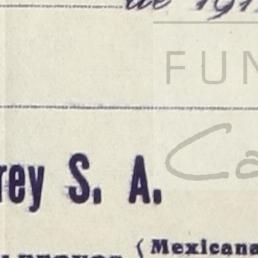 de 191
FUN
Ca
rey S. A.
(Mexicana